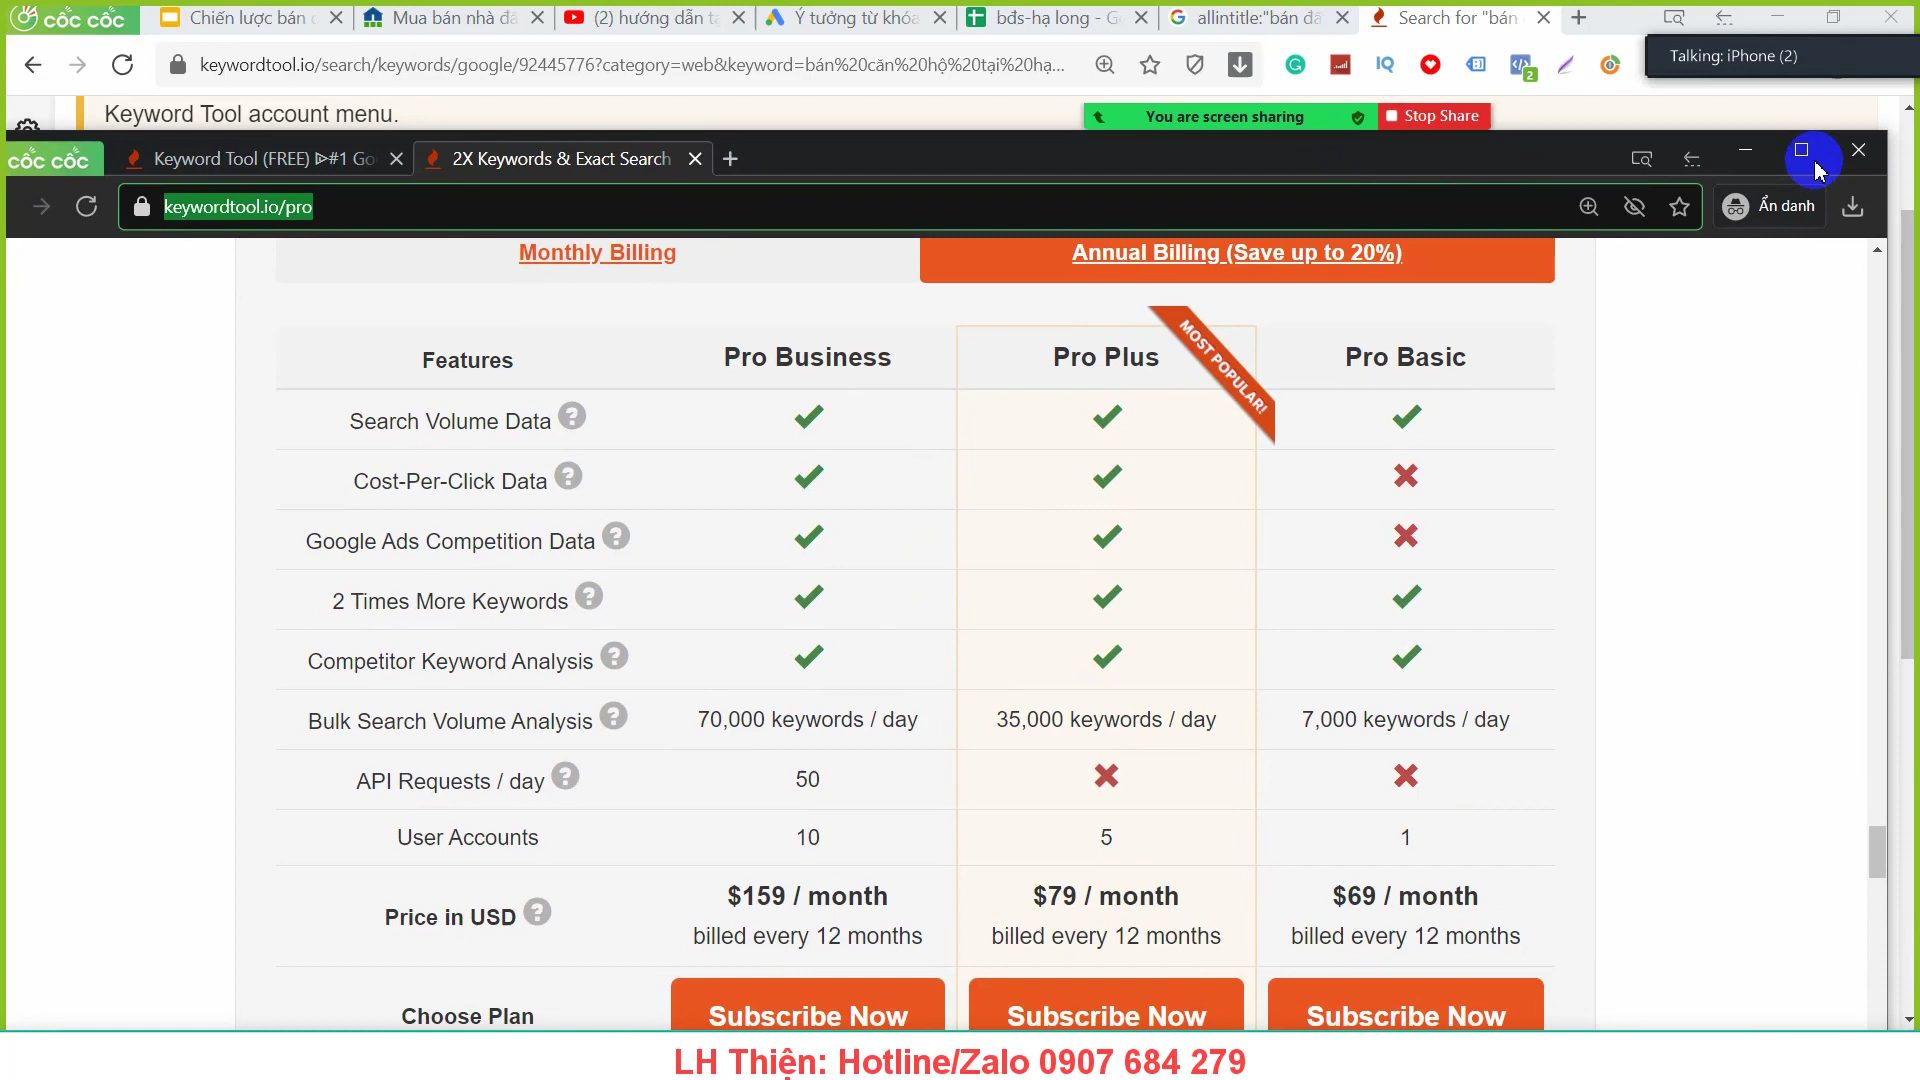 cốc cốc
Chiến lược bán
Mua bán nhà đấ
(2) hướng dẫn tạ
Ý tưởng từ khóa
bđs-hạ long - G
allintitle:"bán đấ
Search for "bán
keywordtool.io/search/keywords/google/92445776?category=web&keyword=bán%20căn%20hộ%20tại%20hạ...
IQ
2
Talking: iPhone (2)
Keyword Tool account menu.
You are screen sharing
Stop Share
cốc cốc
Keyword Tool (FREE) ᐈ#1 Go
2X Keywords & Exact Search
keywordtool.io/pro
Ẩn danh
Monthly Billing
Annual Billing (Save up to 20%)
MOST POPULAR!
Features Pro Business Pro Plus Pro Basic
Search Volume Data ?
Cost-Per-Click Data ?
Google Ads Competition Data ?
2 Times More Keywords ?
Competitor Keyword Analysis ?
Bulk Search Volume Analysis ? 70,000 keywords / day 35,000 keywords / day 7,000 keywords / day
API Requests / day ? 50
User Accounts 10 5 1
Price in USD ? $159 / month $79 / month $69 / month
billed every 12 months billed every 12 months billed every 12 months
Choose Plan Subscribe Now Subscribe Now Subscribe Now
LH Thiện: Hotline/Zalo 0907 684 279